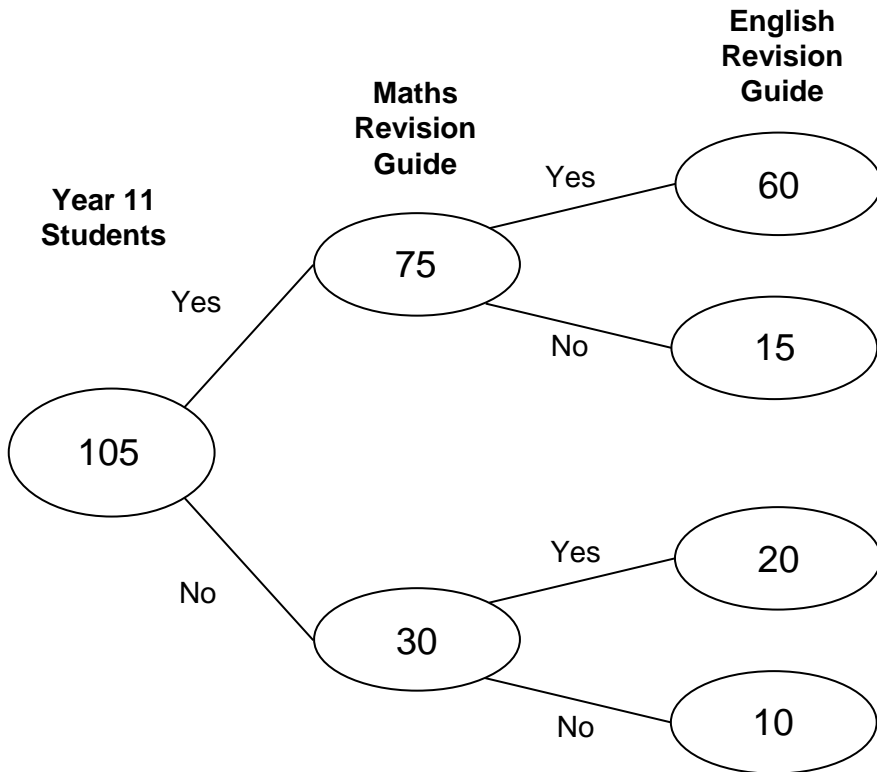 English
Revision
Guide
Maths
Revision
Guide
Year 11
Students
Yes
60
75
Yes
No
15
105
Yes
20
No
30
No
10